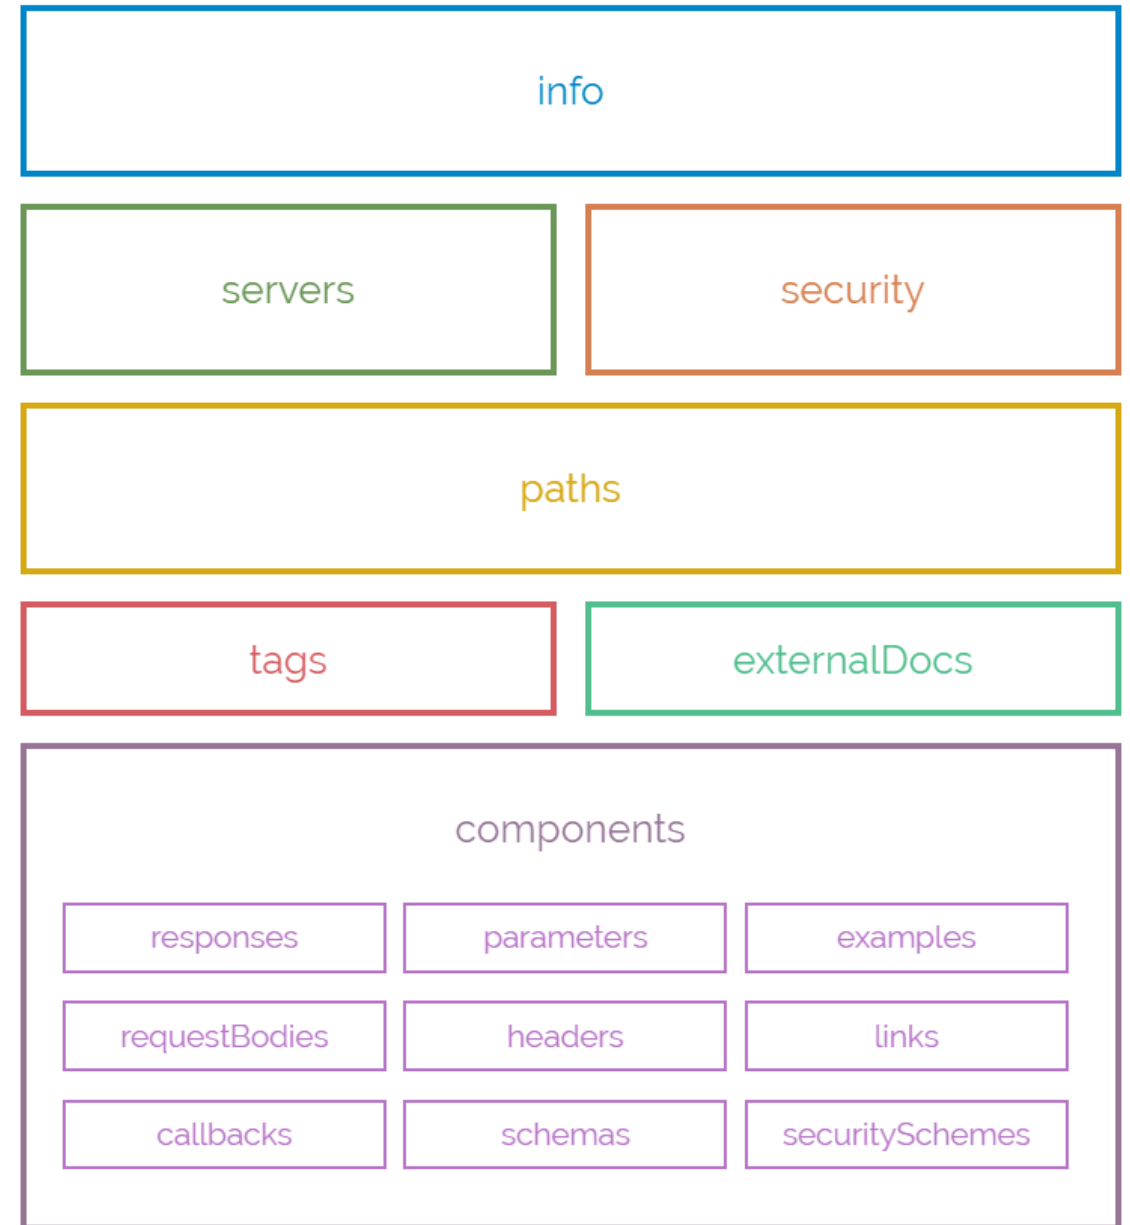 info
servers
security
paths
tags
externalDocs
components
responses
parameters
examples
requestBodies
headers
links
callbacks
schemas
securitySchemes